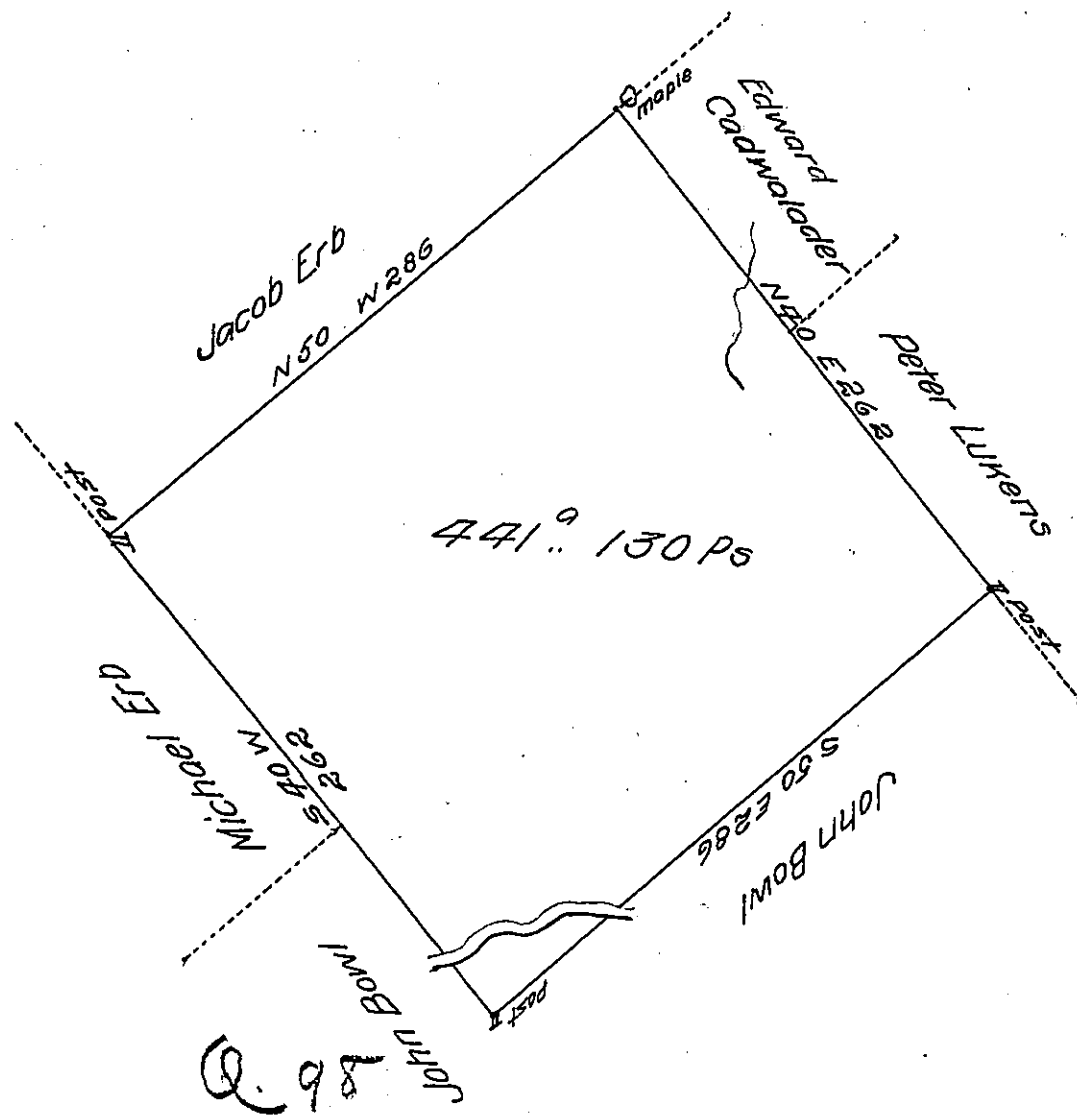 maple
Edward
Cadwalader
Jacob Erb
N 50 W 286
N 40 E 262
Peter Lukens
post
441.a. 130 Ps
post
Michael Erb
S 40 W
262
S 50 E 286
John Bowl
John Bowl
post
Q. 98